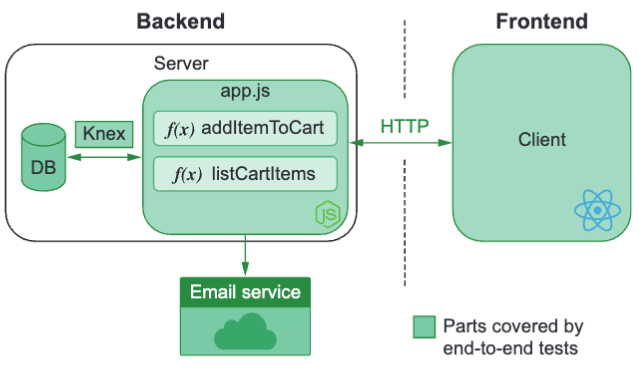 Backend
Frontend
Server
app.js
f(x) addItemToCart
f(x) listCartItems
Knex
DB
JS
HTTP
Client
Email service
Parts covered by
end-to-end tests